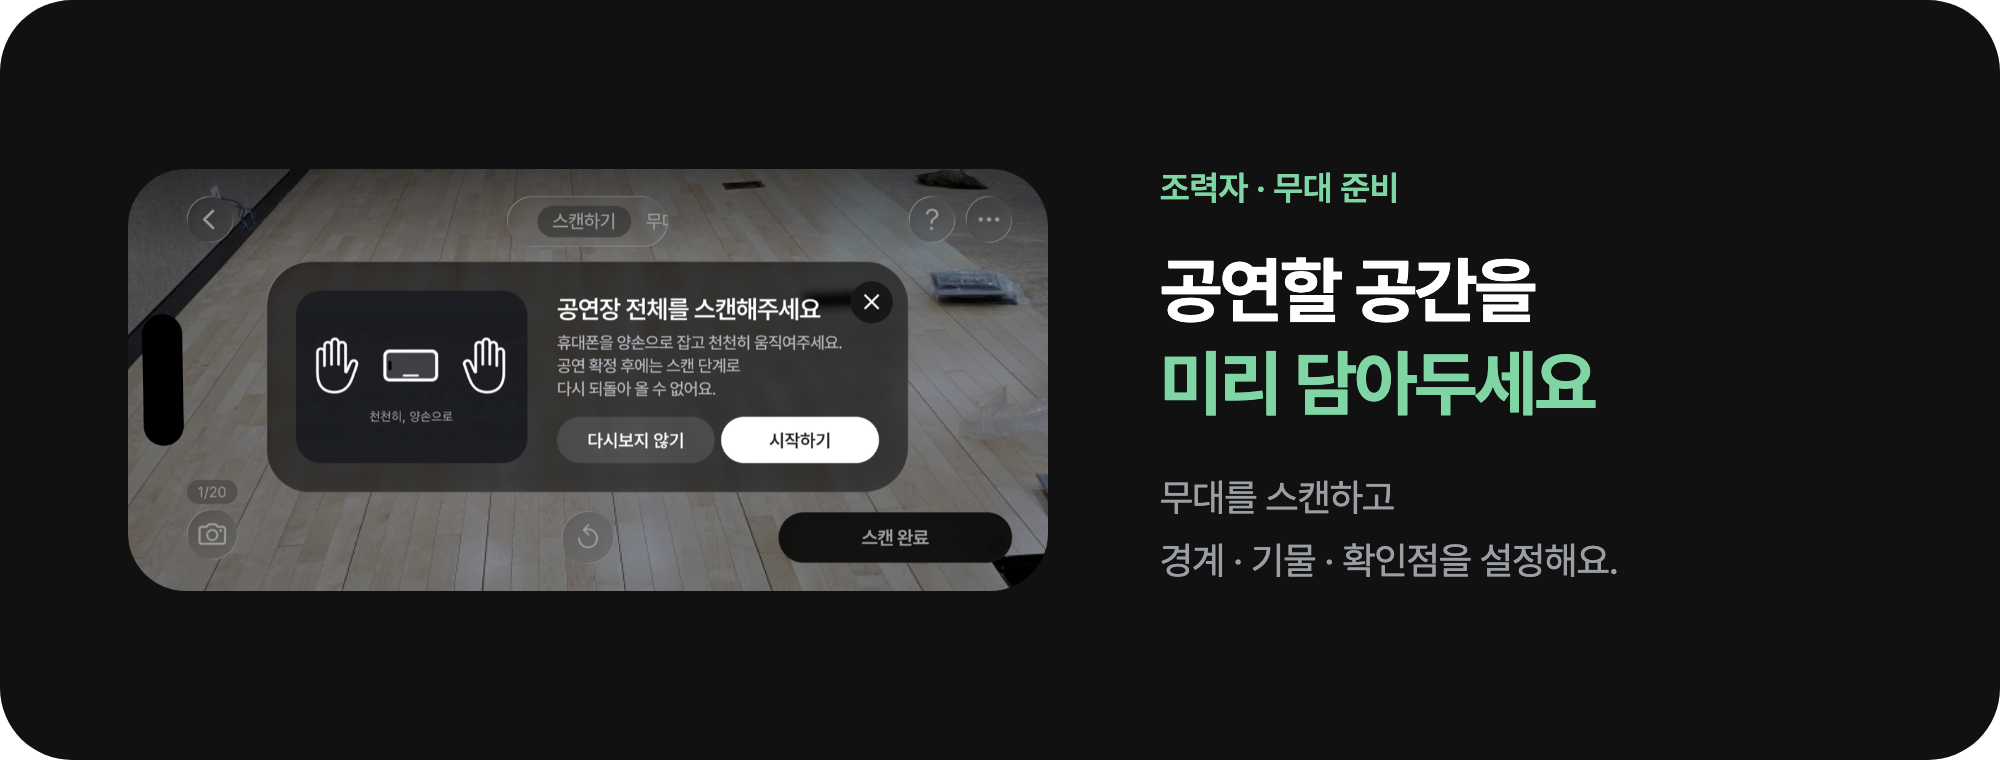 스캔하기
공연장 전체를 스캔해주세요
휴대폰을 양손으로 잡고 천천히 움직여주세요.
공연 확정 후에는 스캔 단계로
다시 되돌아 올 수 없어요.
천천히, 양손으로
다시보지 않기
시작하기
1/20
스캔 완료
조력자 · 무대 준비
공연할 공간을
미리 담아두세요
무대를 스캔하고
경계 · 기물 · 확인점을 설정해요.